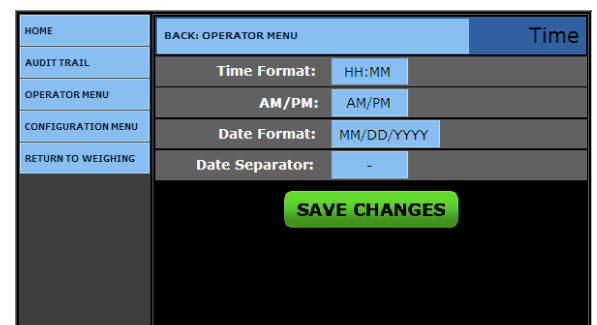 HOME
AUDIT TRAIL
OPERATOR MENU
CONFIGURATION MENU
RETURN TO WEIGHING
BACK: OPERATOR MENU
Time
Time Format: HH:MM
AM/PM: AM/PM
Date Format: MM/DD/YYYY
Date Separator: -
SAVE CHANGES